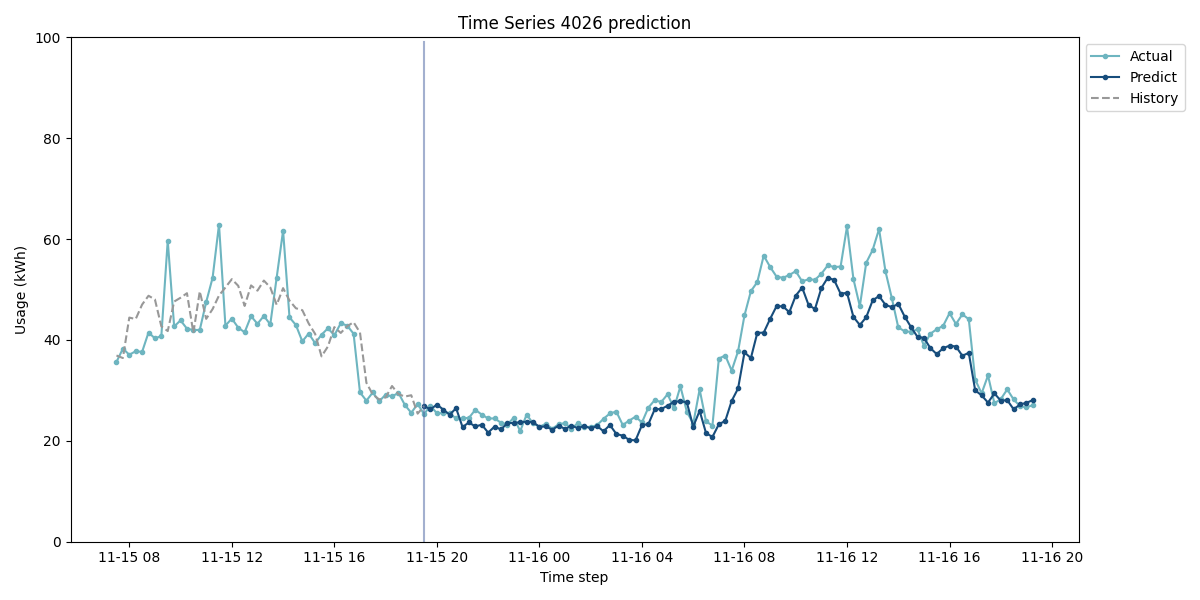 Time Series 4026 prediction
100
80
60
40
20
0
Usage (kWh)
11-15 08
11-15 12
11-15 16
11-15 20
11-16 00
11-16 04
11-16 08
11-16 12
11-16 16
11-16 20
Time step
Actual
Predict
History